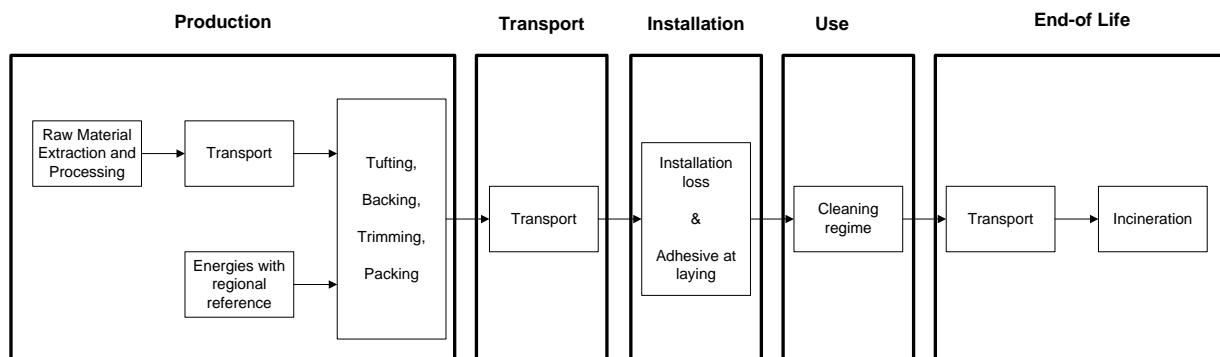 Production
Transport
Installation
Use
End-of Life
Raw Material
Extraction and
Processing
Transport
Energies with
regional
reference
Tufting,
Backing,
Trimming,
Packing
Transport
Installation
loss
&
Adhesive at
laying
Cleaning
regime
Transport
Incineration